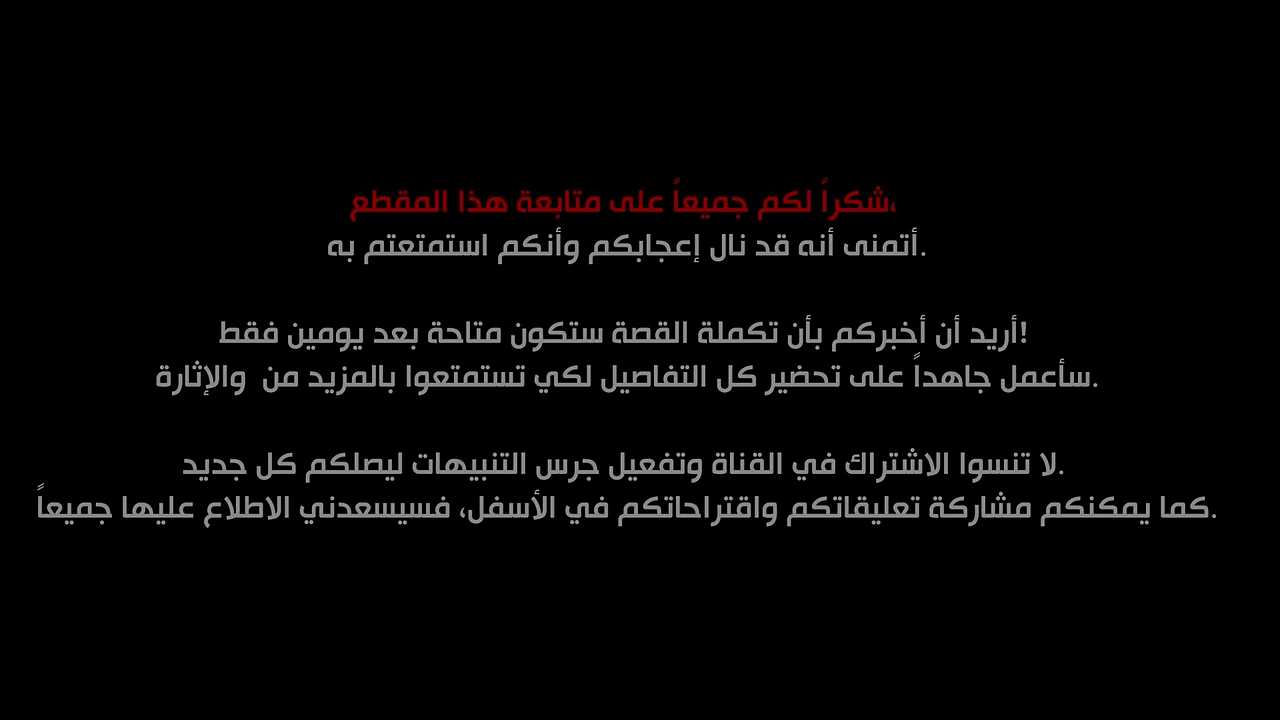 شكراً لكم جميعاً على متابعة هذا المقطع،
أتمنى أنه قد نال إعجابكم وأنكم استمتعتم به.
أريد أن أخبركم بأن تكملة القصة ستكون متاحة بعد يومين فقط!
سأعمل جاهداً على تحضير كل التفاصيل لكي تستمتعوا بالمزيد من  والإثارة.
لا تنسوا الاشتراك في القناة وتفعيل جرس التنبيهات ليصلكم كل جديد.
كما يمكنكم مشاركة تعليقاتكم واقتراحاتكم في الأسفل، فسيسعدني الاطلاع عليها جميعاً.